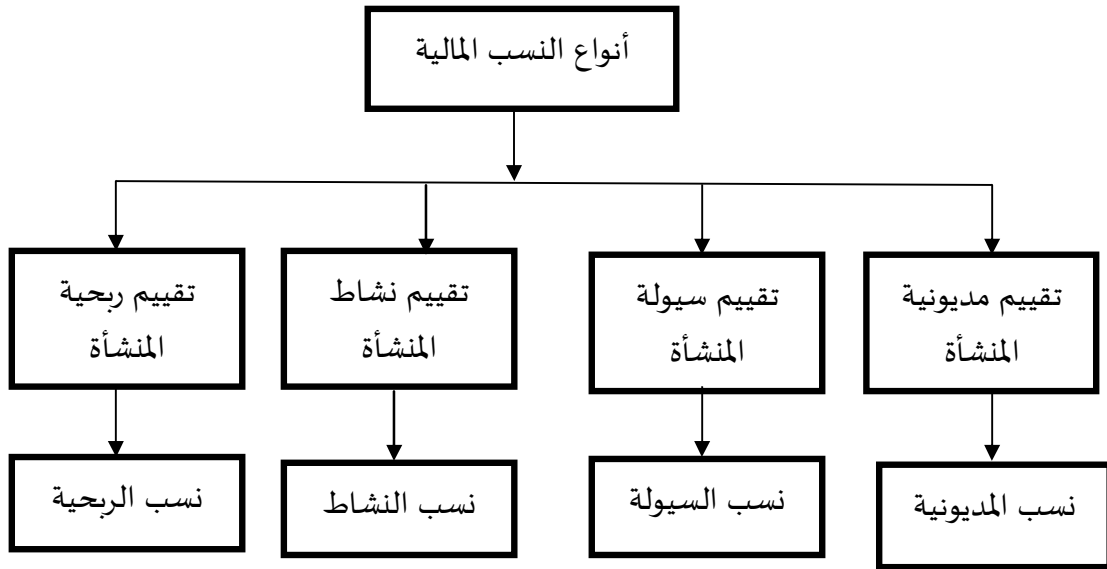 أنواع النسب المالية
تقييم مديونية
المنشأة
تقييم سيولة
المنشأة
تقييم نشاط
المنشأة
تقييم ربحية
المنشأة
نسب المديونية
نسب السيولة
نسب النشاط
نسب الربحية